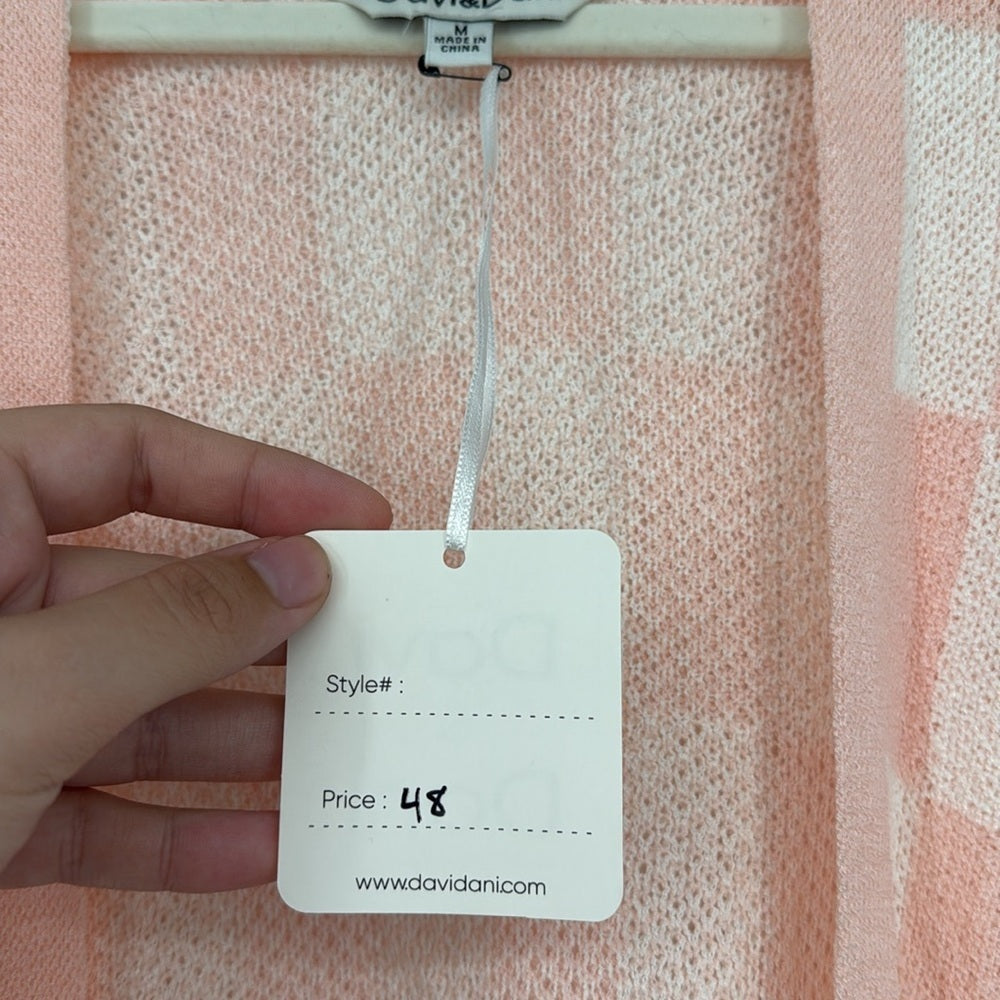 M
MADE IN
CHINA
Style# :
Price : 48
www.davidani.com